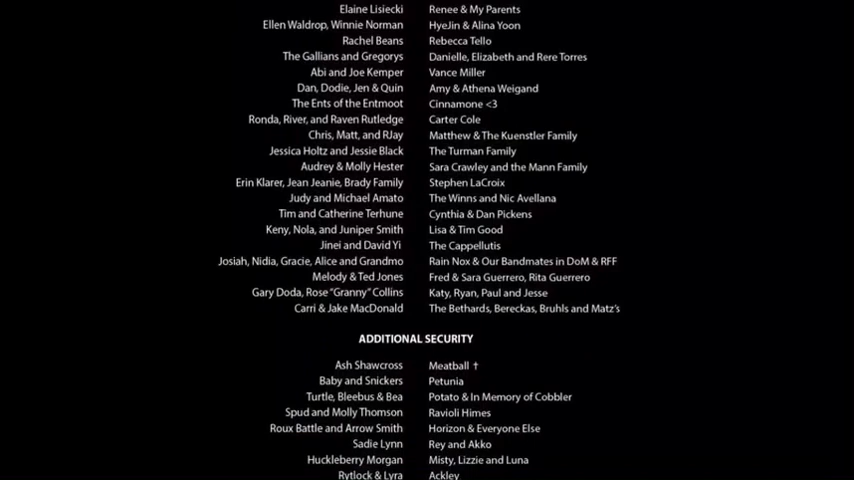 Elaine Lisiecki Renee & My Parents
Ellen Waldrop, Winnie Norman HyeJin & Alina Yoon
Rachel Beans Rebecca Tello
The Gallians and Gregorys Danielle, Elizabeth and Rere Torres
Abi and Joe Kemper Vance Miller
Dan, Dodie, Jen & Quin Amy & Athena Weigand
The Ents of the Entmoot Cinnamone <3
Ronda, River, and Raven Rutledge Carter Cole
Chris, Matt, and RJay Matthew & The Kuenstler Family
Jessica Holtz and Jessie Black The Turman Family
Audrey & Molly Hester Sara Crawley and the Mann Family
Erin Klarer, Jean Jeanie, Brady Family Stephen LaCroix
Judy and Michael Amato The Winns and Nic Avellana
Tim and Catherine Terhune Cynthia & Dan Pickens
Keny, Nola, and Juniper Smith Lisa & Tim Good
Jinei and David Yi The Cappellutis
Josiah, Nidia, Gracie, Alice and Grandmo Rain Nox & Our Bandmates in DoM & RFF
Melody & Ted Jones Fred & Sara Guerrero, Rita Guerrero
Gary Doda, Rose "Granny" Collins Katy, Ryan, Paul and Jesse
Carri & Jake MacDonald The Bethards, Bereckas, Bruhls and Matz's
ADDITIONAL SECURITY
Ash Shawcross Meatball †
Baby and Snickers Petunia
Turtle, Bleebus & Bea Potato & In Memory of Cobbler
Spud and Molly Thomson Ravioli Himes
Roux Battle and Arrow Smith Horizon & Everyone Else
Sadie Lynn Rey and Akko
Huckleberry Morgan Misty, Lizzie and Luna
Rytlock & Lyra Ackley